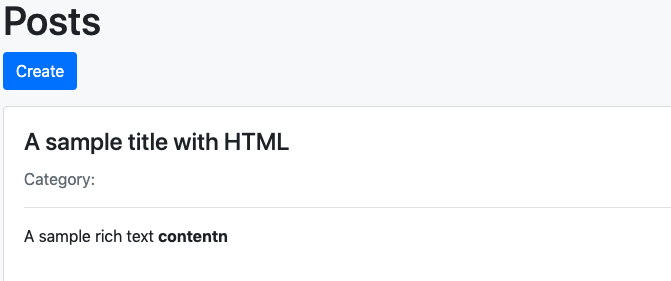 Posts
Create
A sample title with HTML
Category:
A sample rich text contentn